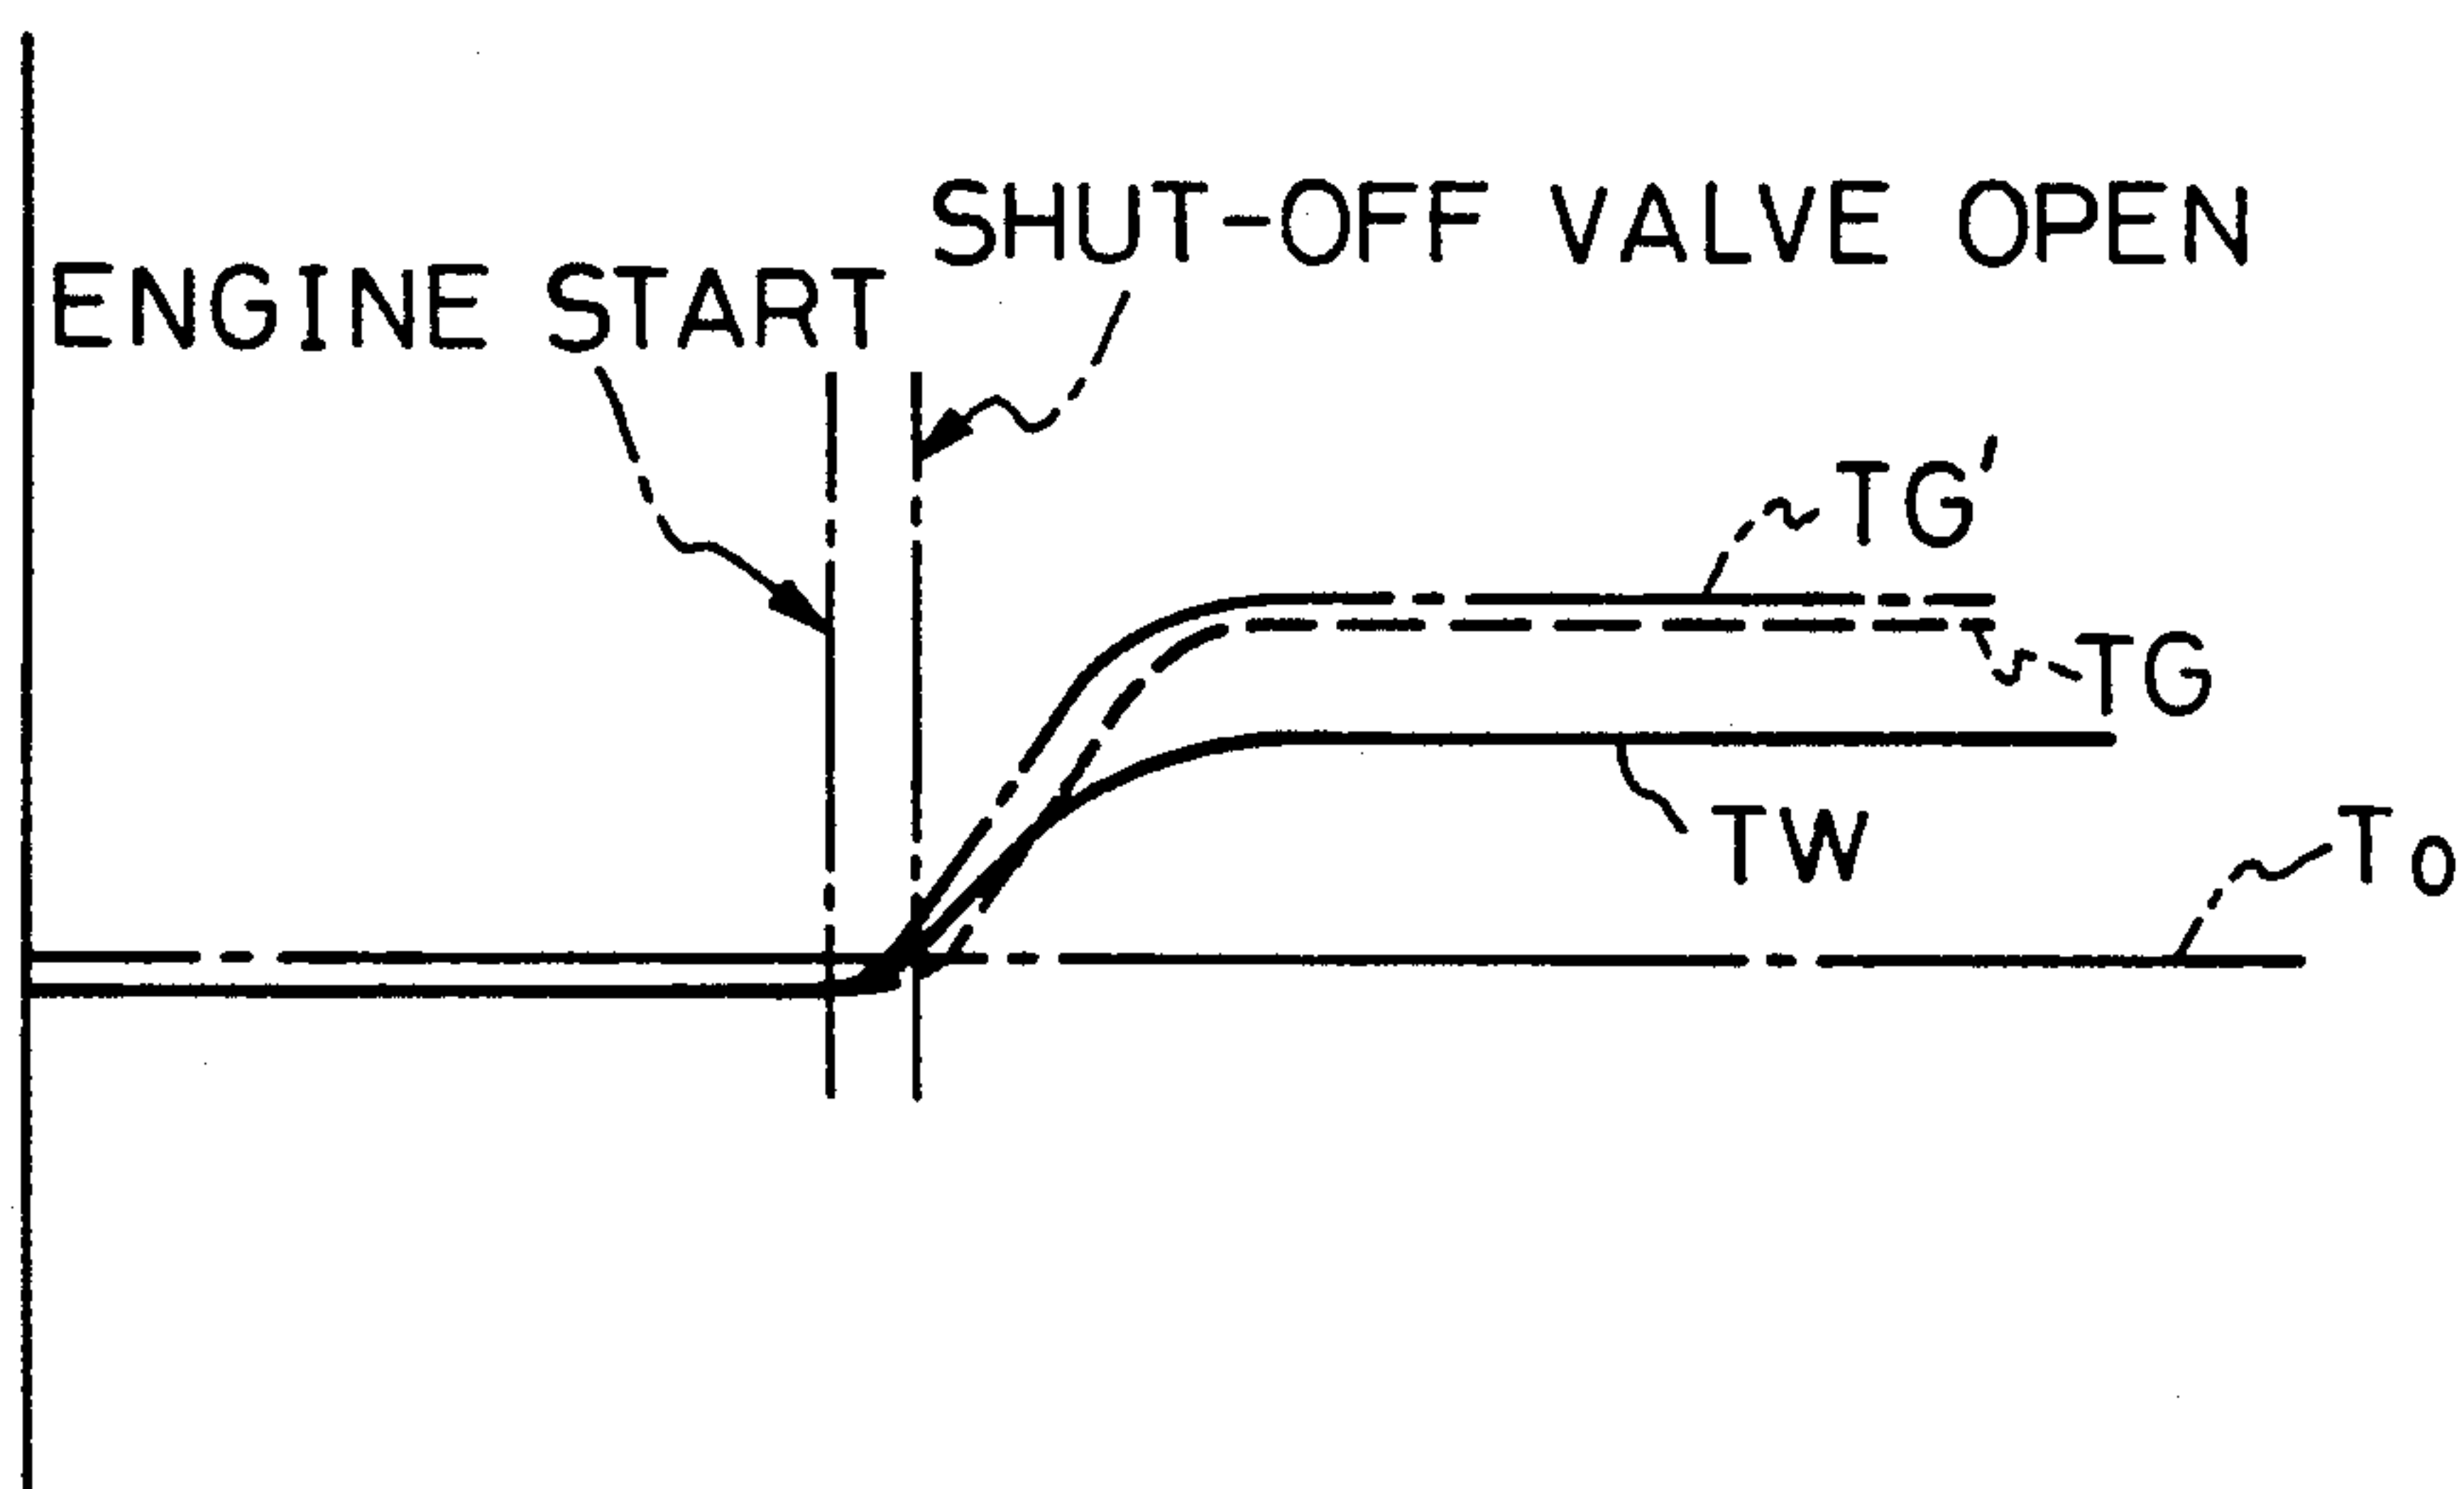 SHUT-OFF VALVE OPEN
ENGINE START
TG'
TG
TW
To